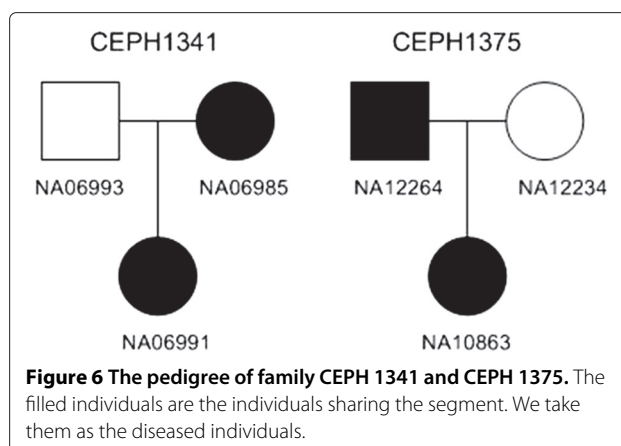 CEPH1341 CEPH1375
NA06993 NA06985 NA12264 NA12234
NA06991 NA10863
Figure 6 The pedigree of family CEPH 1341 and CEPH 1375. The
filled individuals are the individuals sharing the segment. We take
them as the diseased individuals.